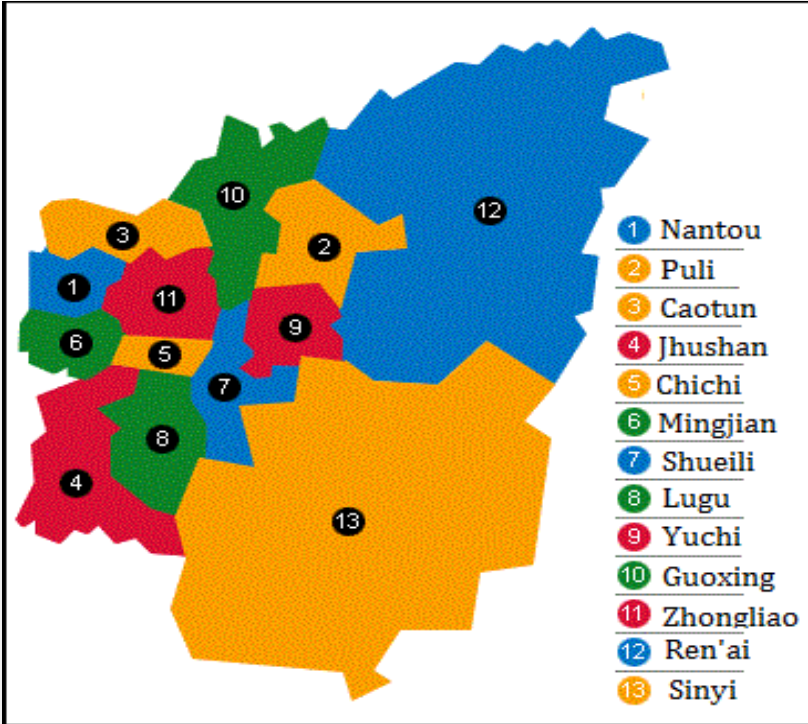 10
12
3
2
1
11
9
6
5
7
8
4
13
1 Nantou
2 Puli
3 Caotun
4 Jhushan
5 Chichi
6 Mingjian
7 Shueili
8 Lugu
9 Yuchi
10 Guoxing
11 Zhongliao
12 Ren'ai
13 Sinyi